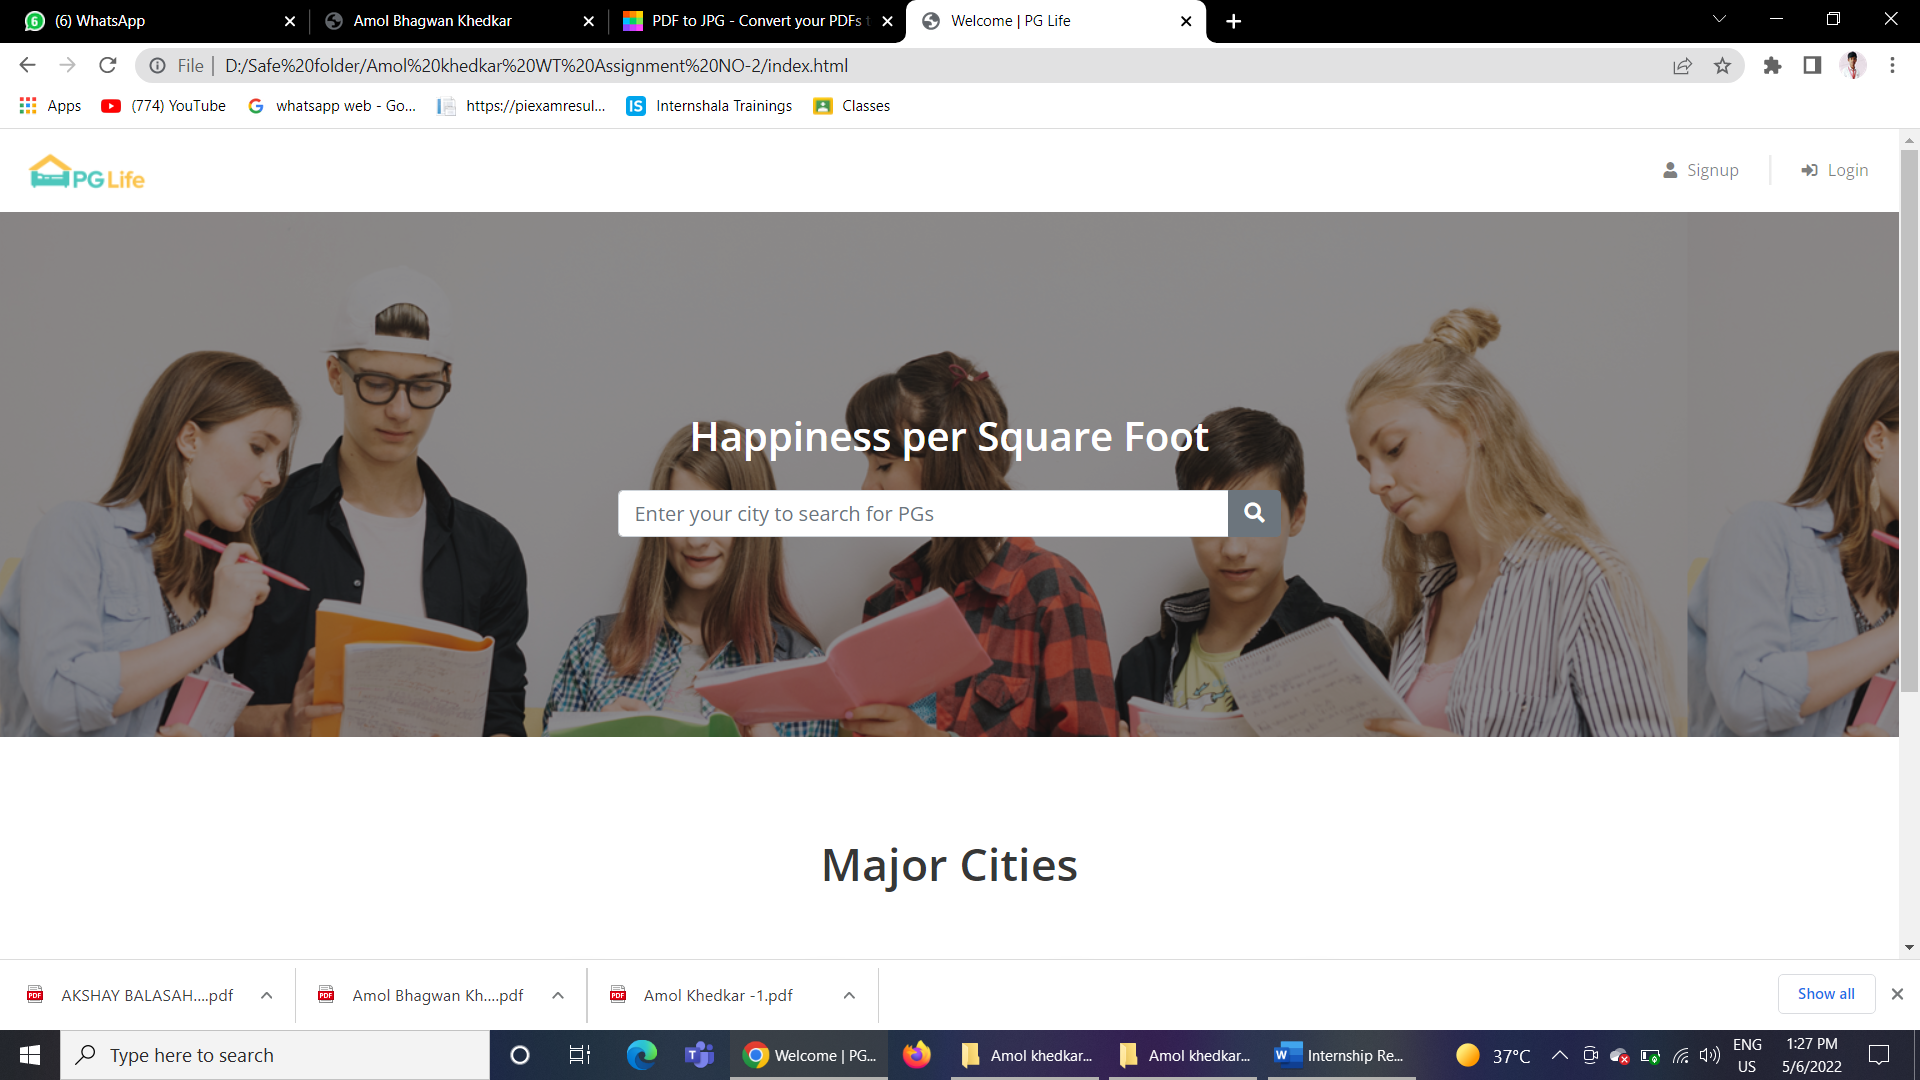 (6) WhatsApp
Amol Bhagwan Khedkar
PDF to JPG - Convert your PDFs t
Welcome | PG Life
File | D:/Safe%20folder/Amol%20khedkar%20WT%20Assignment%20NO-2/index.html
Apps
(774) YouTube
whatsapp web - Go...
https://piexamresul...
IS Internshala Trainings
Classes
PG Life
Signup
Login
Happiness per Square Foot
Enter your city to search for PGs
Major Cities
AKSHAY BALASAH....pdf
Amol Bhagwan Kh....pdf
Amol Khedkar -1.pdf
Show all
Type here to search
Welcome | PG...
Amol khedkar...
Amol khedkar...
Internship Re...
37°C
ENG
US
1:27 PM
5/6/2022